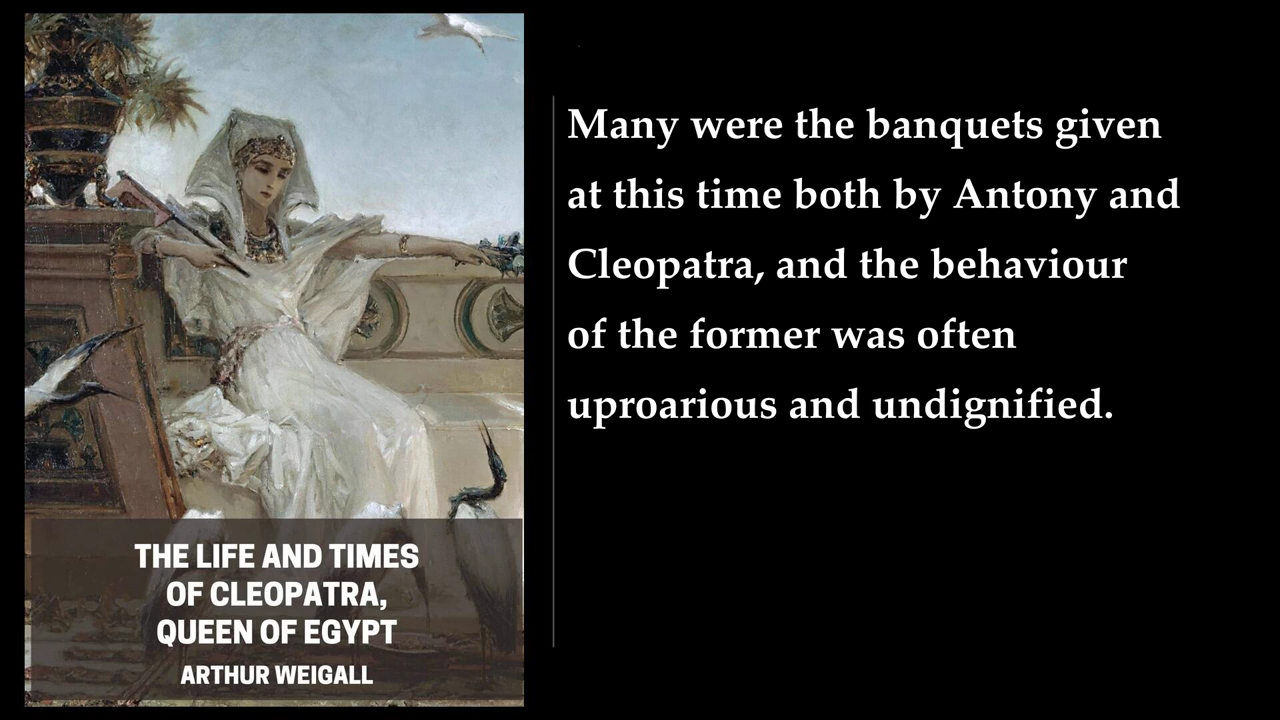 Many were the banquets given
at this time both by Antony and
Cleopatra, and the behaviour
of the former was often
uproarious and undignified.
THE LIFE AND TIMES
OF CLEOPATRA,
QUEEN OF EGYPT
ARTHUR WEIGALL